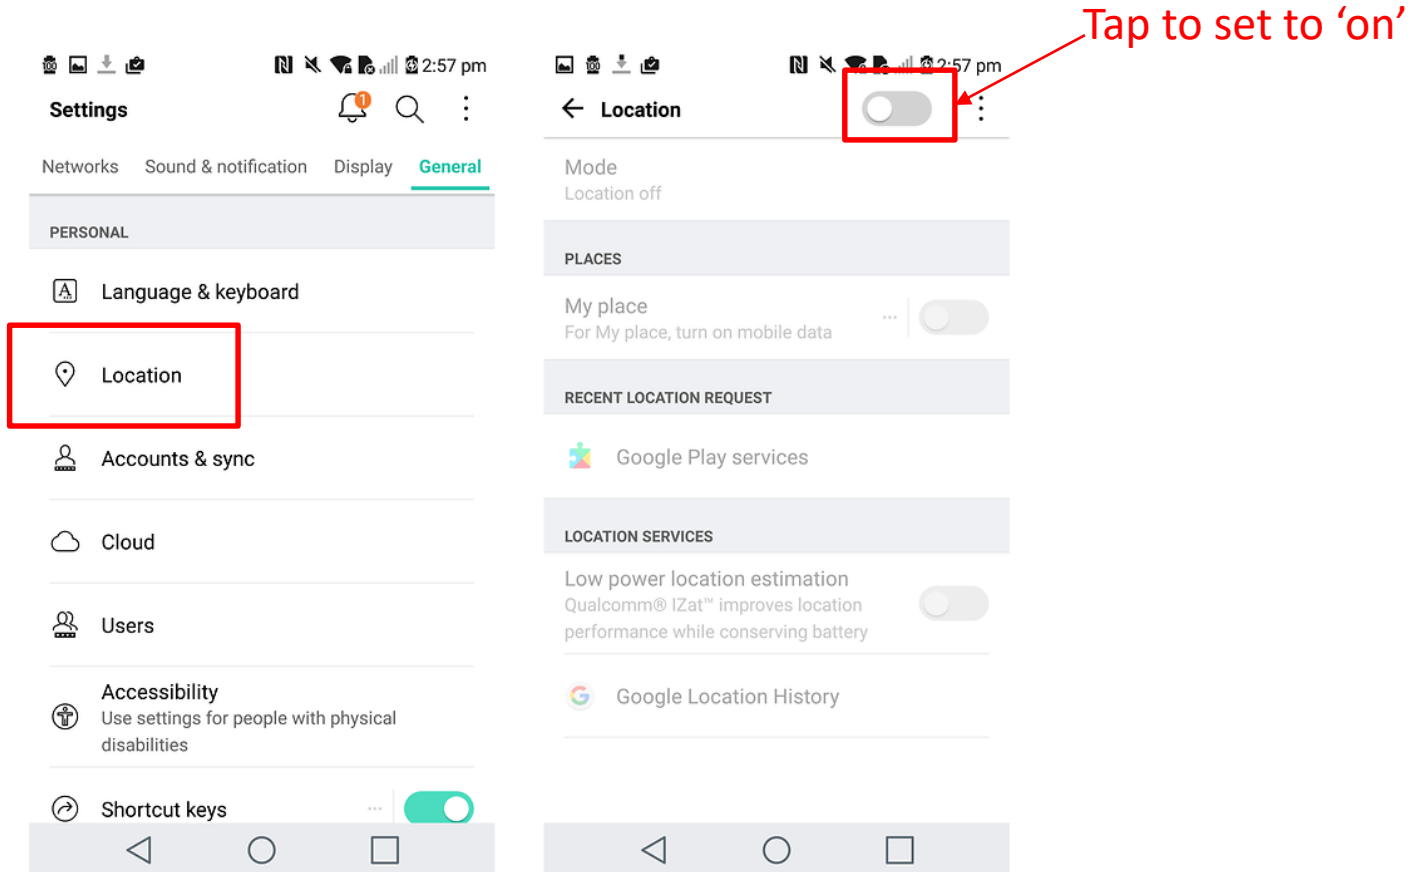 Tap to set to ‘on’
2:57 pm
Settings
1
Networks Sound & notification Display General
PERSONAL
Language & keyboard
Location
Accounts & sync
Cloud
Users
Accessibility
Use settings for people with physical
disabilities
Shortcut keys
2:57 pm
Location
Mode
Location off
PLACES
My place
For My place, turn on mobile data
RECENT LOCATION REQUEST
Google Play services
LOCATION SERVICES
Low power location estimation
Qualcomm® IZat™ improves location
performance while conserving battery
Google Location History